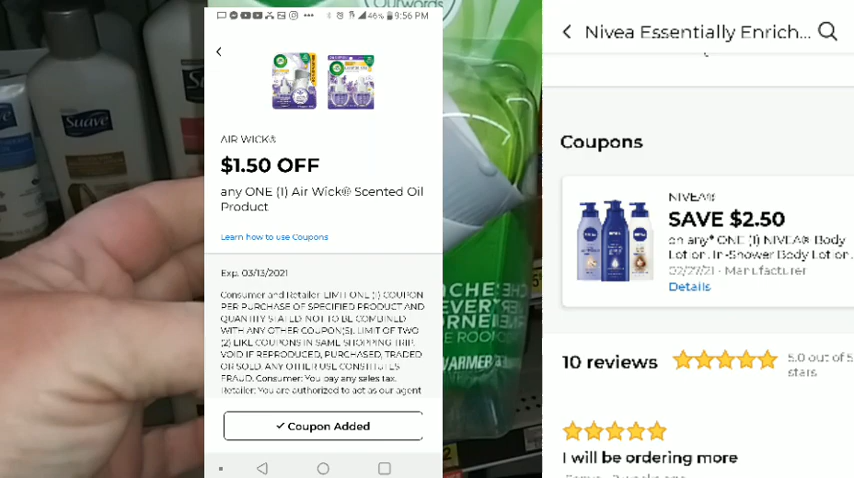 Suave
46% 9:56 PM
AIR WICK®
$1.50 OFF
any ONE (1) Air Wick® Scented Oil
Product
Learn how to use Coupons
Exp. 03/13/2021
Consumer and Retailer: LIMIT ONE (1) COUPON
PER PURCHASE OF SPECIFIED PRODUCT AND
QUANTITY STATED. NOT TO BE COMBINED
WITH ANY OTHER COUPON(S). LIMIT OF TWO
(2) LIKE COUPONS IN SAME SHOPPING TRIP.
VOID IF REPRODUCED, PURCHASED, TRADED
OR SOLD. ANY OTHER USE CONSTITUTES
FRAUD. Consumer: You pay any sales tax.
Retailer: You are authorized to act as our agent
Coupon Added
Nivea Essentially Enrich...
Coupons
NIVEA®
SAVE $2.50
on any* ONE (1) NIVEA® Body
Lotion, In-Shower Body Lotion
02/27/21 - Manufacturer
Details
10 reviews
5.0 out of 5
stars
I will be ordering more